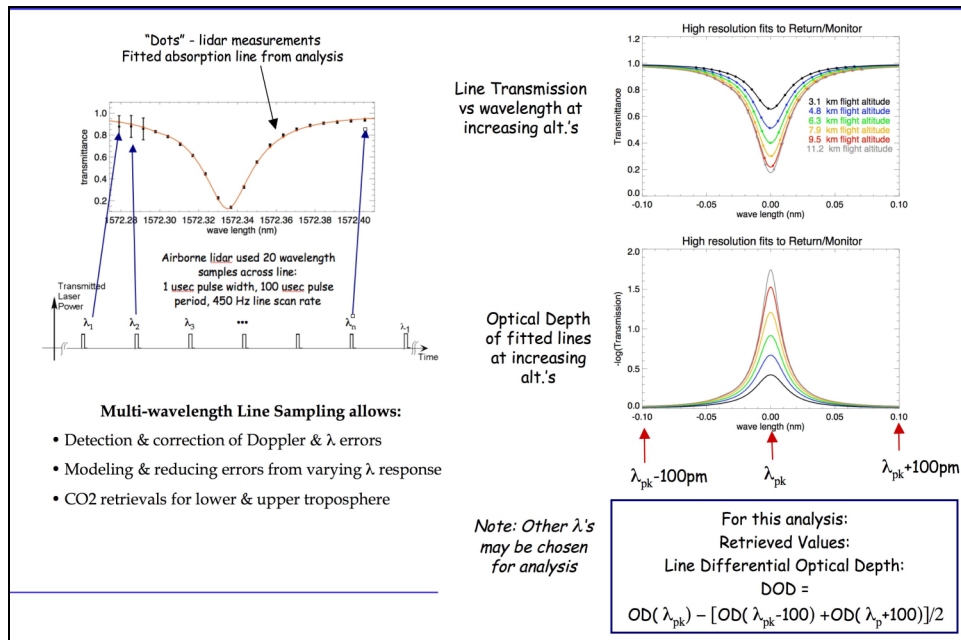 "Dots" - lidar measurements
Fitted absorption line from analysis
transmittance
1.0
0.8
0.6
0.4
0.2
1572.28 1572.30 1572.32 1572.34 1572.36 1572.38 1572.40
wave length (nm)
Airborne lidar used 20 wavelength
samples across line:
1 usec pulse width, 100 usec pulse
period, 450 Hz line scan rate
Transmitted
Laser
Power
λ1 λ2 λ3 ••• λn λ1
Time
Multi-wavelength Line Sampling allows:
• Detection & correction of Doppler & λ errors
• Modeling & reducing errors from varying λ response
• CO2 retrievals for lower & upper troposphere
Line Transmission
vs wavelength at
increasing alt.'s
High resolution fits to Return/Monitor
Transmittance
1.2
1.0
0.8
0.6
0.4
0.2
0.0
3.1 km flight altitude
4.8 km flight altitude
6.3 km flight altitude
7.9 km flight altitude
9.5 km flight altitude
11.2 km flight altitude
-0.10 -0.05 0.00 0.05 0.10
wave length (nm)
Optical Depth
of fitted lines
at increasing
alt.'s
High resolution fits to Return/Monitor
-log(Transmission)
2.0
1.5
1.0
0.5
0.0
-0.10 -0.05 0.00 0.05 0.10
wave length (nm)
λpk-100pm λpk λpk+100pm
Note: Other λ's
may be chosen
for analysis
For this analysis:
Retrieved Values:
Line Differential Optical Depth:
DOD =
OD( λpk) – [OD( λpk-100) +OD( λp+100)]/2